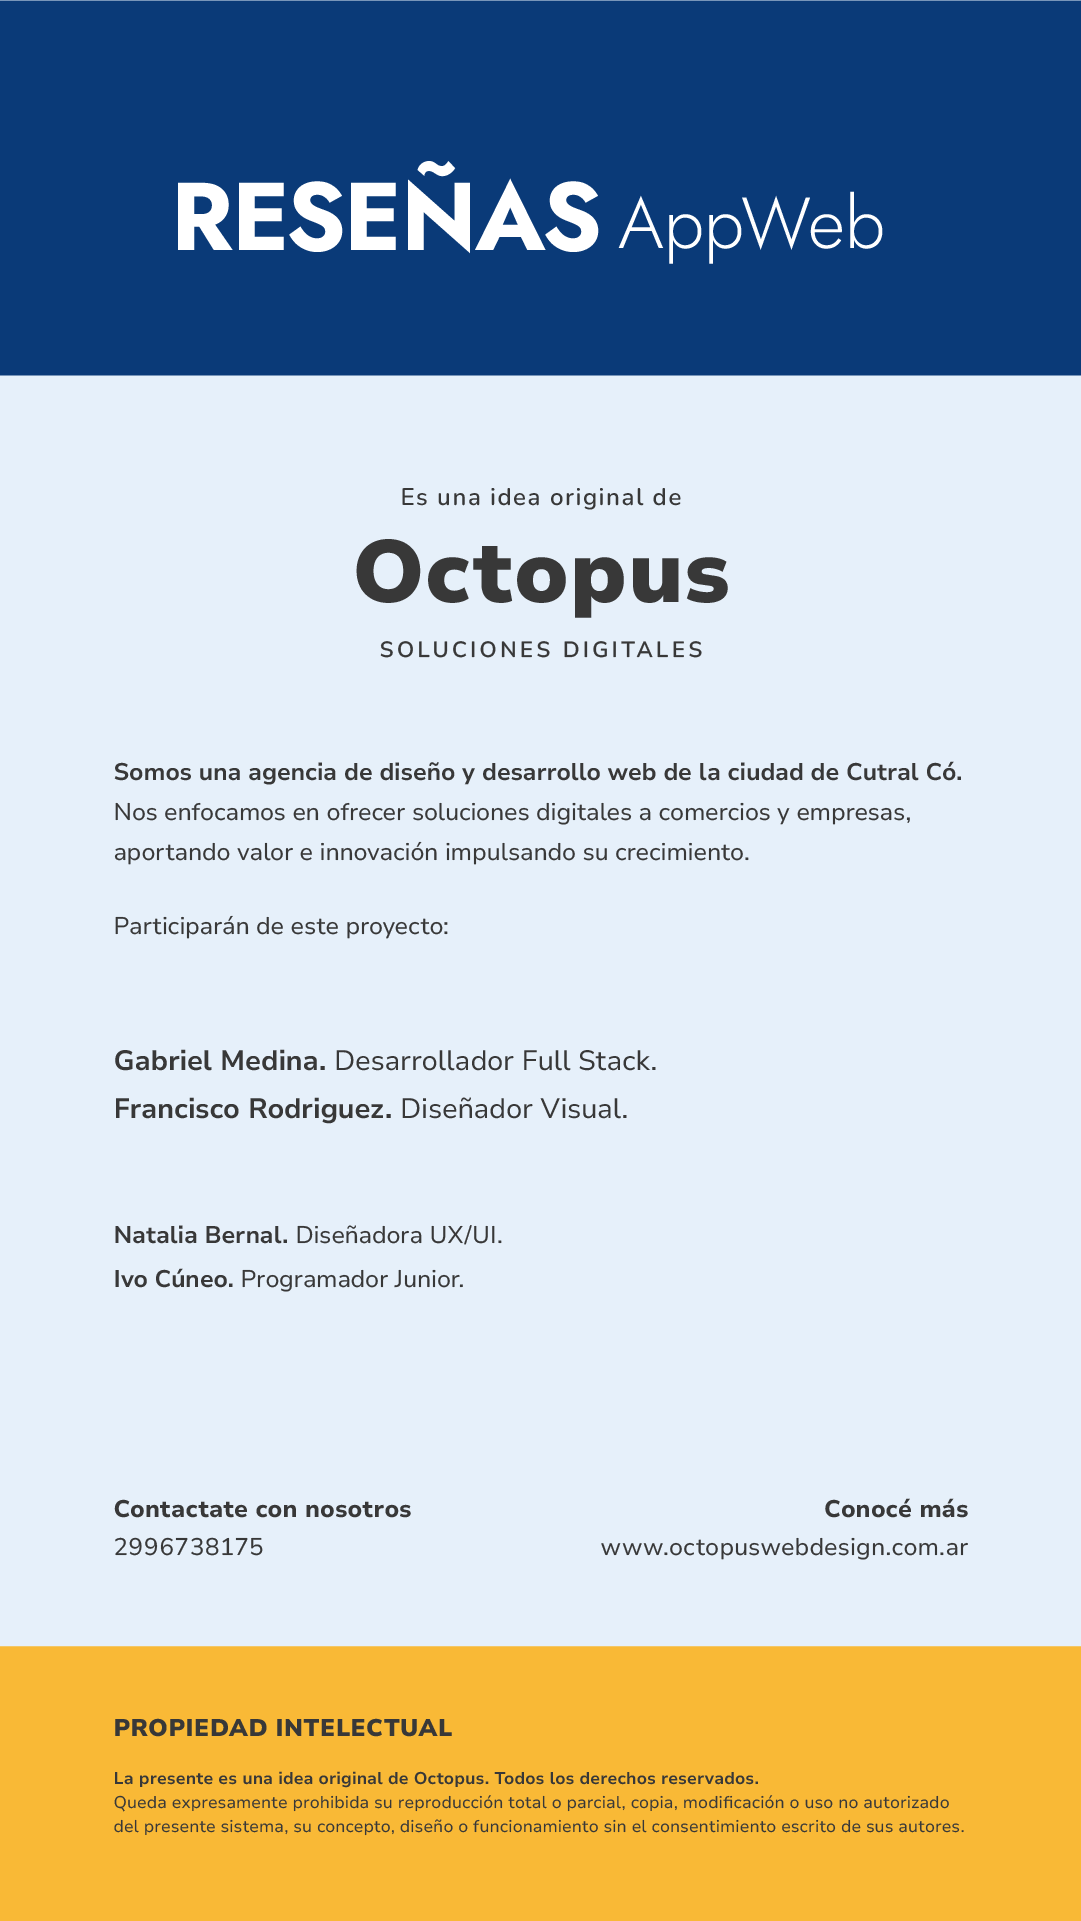 RESEÑAS AppWeb
Es una idea original de
Octopus
SOLUCIONES DIGITALES
Somos una agencia de diseño y desarrollo web de la ciudad de Cutral Có.
Nos enfocamos en ofrecer soluciones digitales a comercios y empresas,
aportando valor e innovación impulsando su crecimiento.
Participarán de este proyecto:
Gabriel Medina. Desarrollador Full Stack.
Francisco Rodriguez. Diseñador Visual.
Natalia Bernal. Diseñadora UX/UI.
Ivo Cúneo. Programador Junior.
Contactate con nosotros
2996738175
Conocé más
www.octopuswebdesign.com.ar
PROPIEDAD INTELECTUAL
La presente es una idea original de Octopus. Todos los derechos reservados.
Queda expresamente prohibida su reproducción total o parcial, copia, modificación o uso no autorizado
del presente sistema, su concepto, diseño o funcionamiento sin el consentimiento escrito de sus autores.